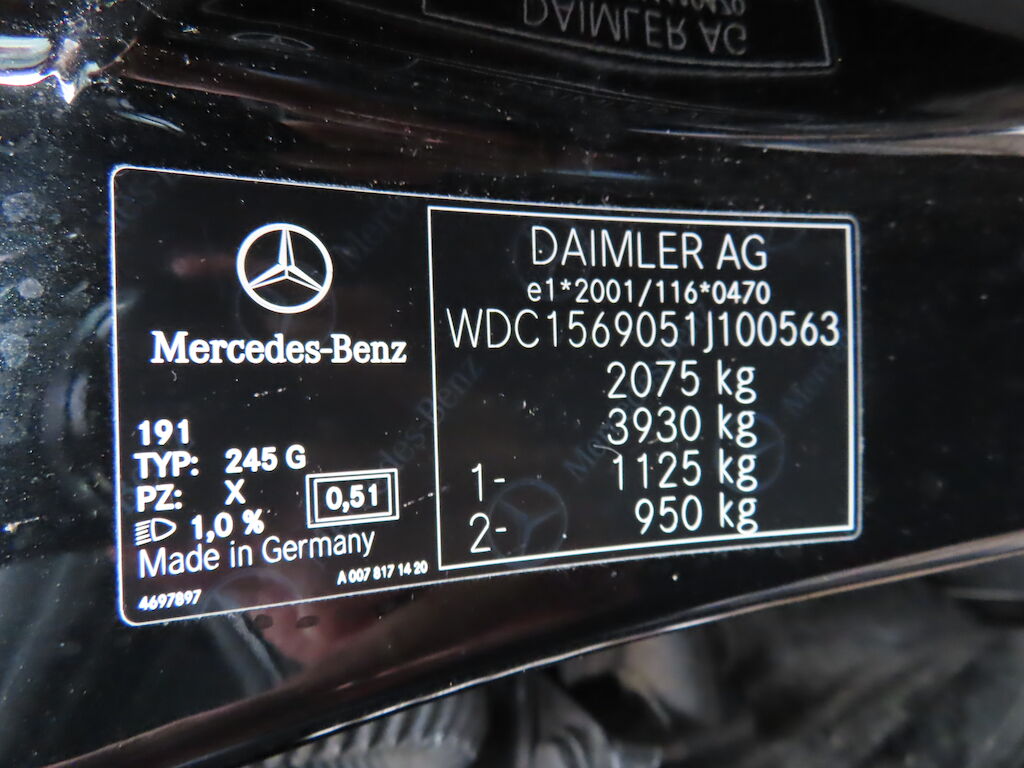 DAIMLER AG
Mercedes-Benz
191
TYP: 245 G
PZ: X
0,51
1,0 %
Made in Germany
A 007 817 14 20
4697897
DAIMLER AG
e1*2001/116*0470
WDC1569051J100563
2075 kg
3930 kg
1- 1125 kg
2- 950 kg